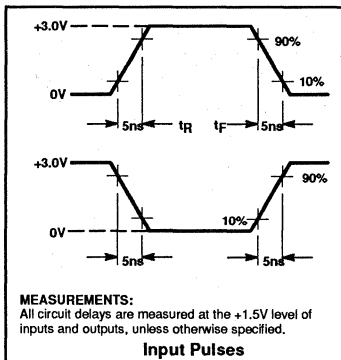 +3.0V
90%
10%
0V
5ns tR tF 5ns
+3.0V
90%
10%
0V
5ns 5ns
MEASUREMENTS:
All circuit delays are measured at the +1.5V level of
inputs and outputs, unless otherwise specified.
Input Pulses